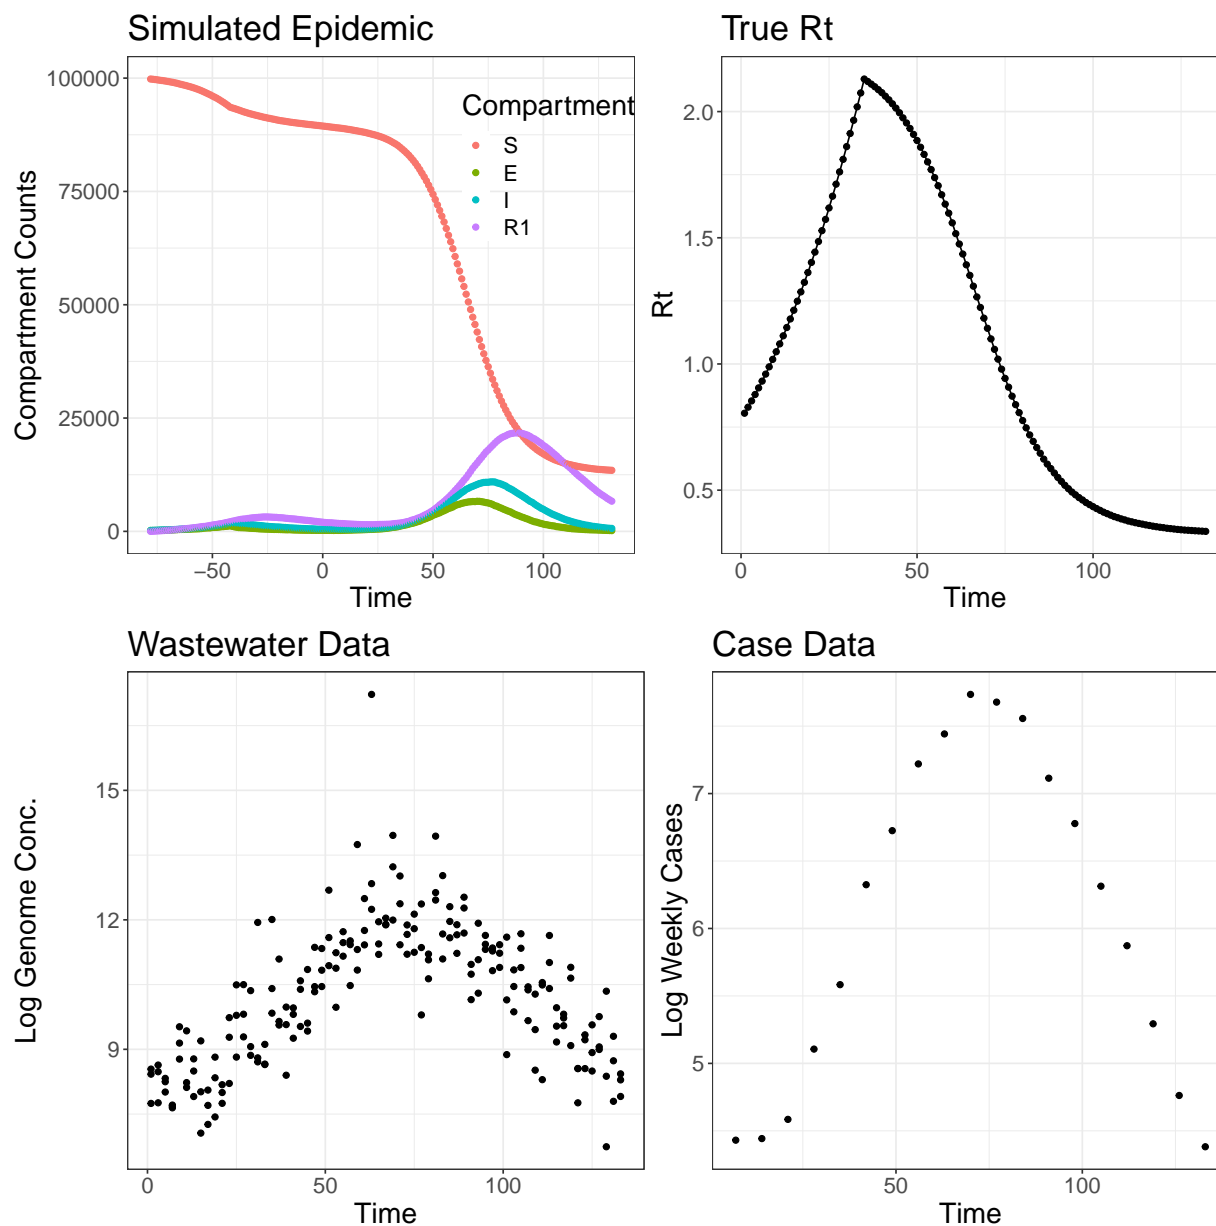 Simulated Epidemic
Compartment Counts
100000
75000
50000
25000
0
Compartment
S
E
I
R1
−50
0
50
100
Time
True Rt
Rt
2.0
1.5
1.0
0.5
0
50
100
Time
Wastewater Data
Log Genome Conc.
15
12
9
0
50
100
Time
Case Data
Log Weekly Cases
7
6
5
50
100
Time